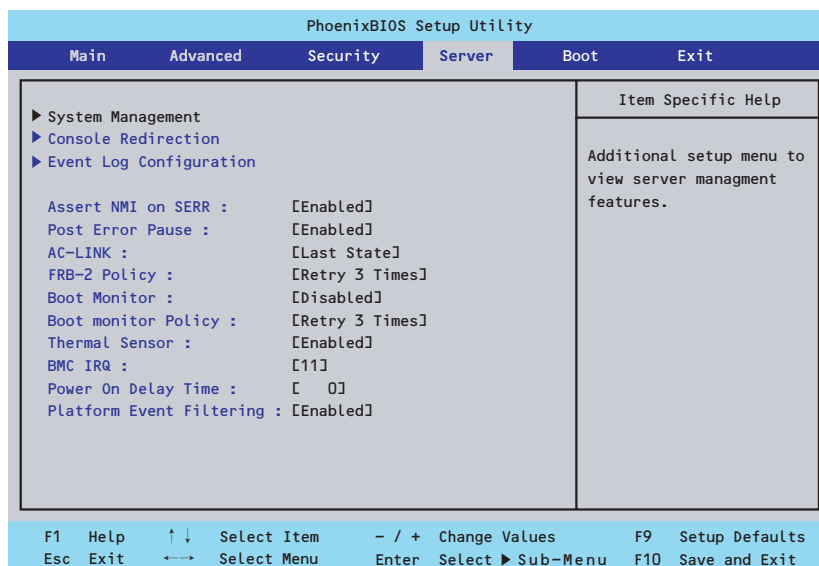 PhoenixBIOS Setup Utility
Main Advanced Security Server Boot Exit
▶ System Management
▶ Console Redirection
▶ Event Log Configuration
Assert NMI on SERR : [Enabled]
Post Error Pause : [Enabled]
AC-LINK : [Last State]
FRB-2 Policy : [Retry 3 Times]
Boot Monitor : [Disabled]
Boot monitor Policy : [Retry 3 Times]
Thermal Sensor : [Enabled]
BMC IRQ : [11]
Power On Delay Time : [ 0]
Platform Event Filtering : [Enabled]
Item Specific Help
Additional setup menu to
view server managment
features.
F1 Help ↑↓ Select Item - / + Change Values F9 Setup Defaults
Esc Exit ←→ Select Menu Enter Select ▶ Sub-Menu F10 Save and Exit